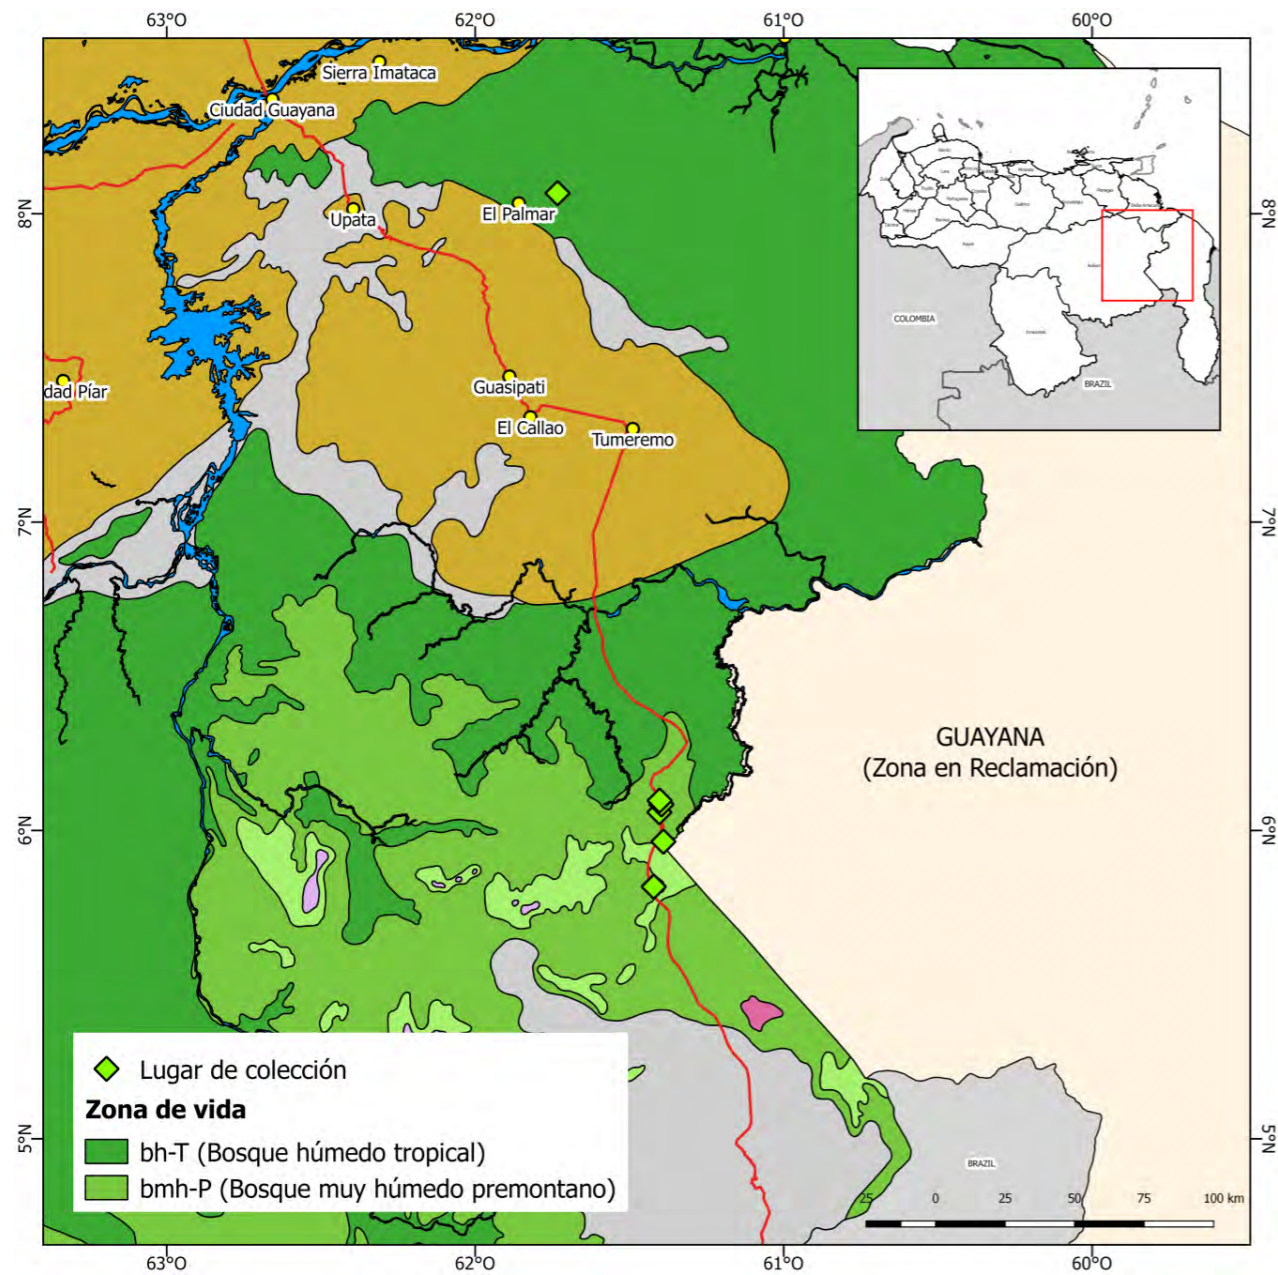 63°O 62°O 61°O 60°O
Sierra Imataca
Ciudad Guayana
8°N 8°N
Upata
El Palmar
COLOMBIA
BRAZIL
dad Píar
Guasipati
El Callao
Tumeremo
7°N 7°N
GUAYANA
(Zona en Reclamación)
6°N 6°N
Lugar de colección
Zona de vida
bh-T (Bosque húmedo tropical)
bmh-P (Bosque muy húmedo premontano)
5°N 5°N
BRAZIL
25 0 25 50 75 100 km
63°O 62°O 61°O 60°O